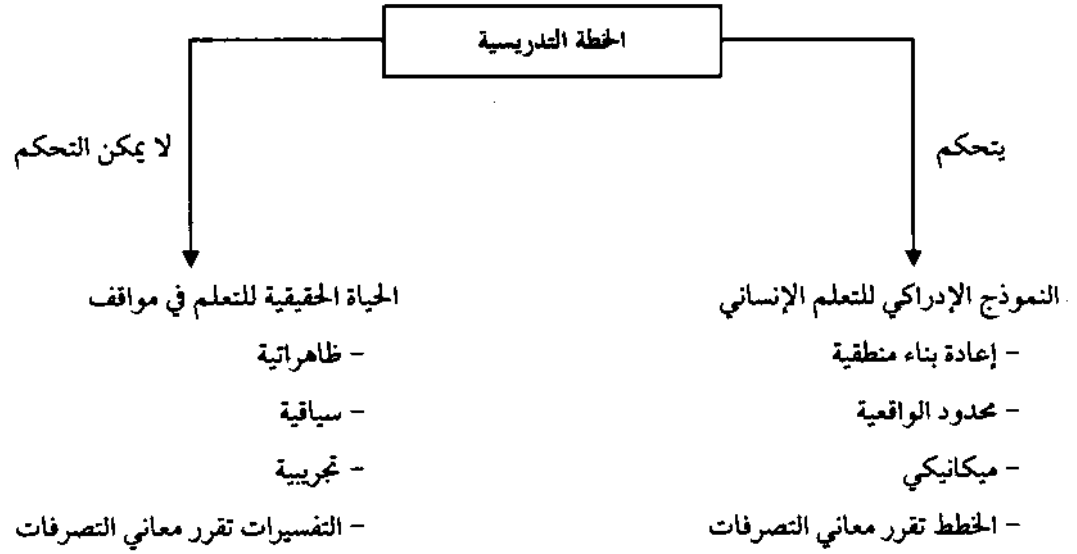 الخطة التدريسية
يتحكم
لا يمكن التحكم
النموذج الإدراكي للتعلم الإنساني
– إعادة بناء منطقية
– محدود الواقعية
– ميكانيكي
– الخطط تقرر معاني التصرفات
الحياة الحقيقية للتعلم في مواقف
– ظاهراتية
– سياقية
– تجريبية
– التفسيرات تقرر معاني التصرفات